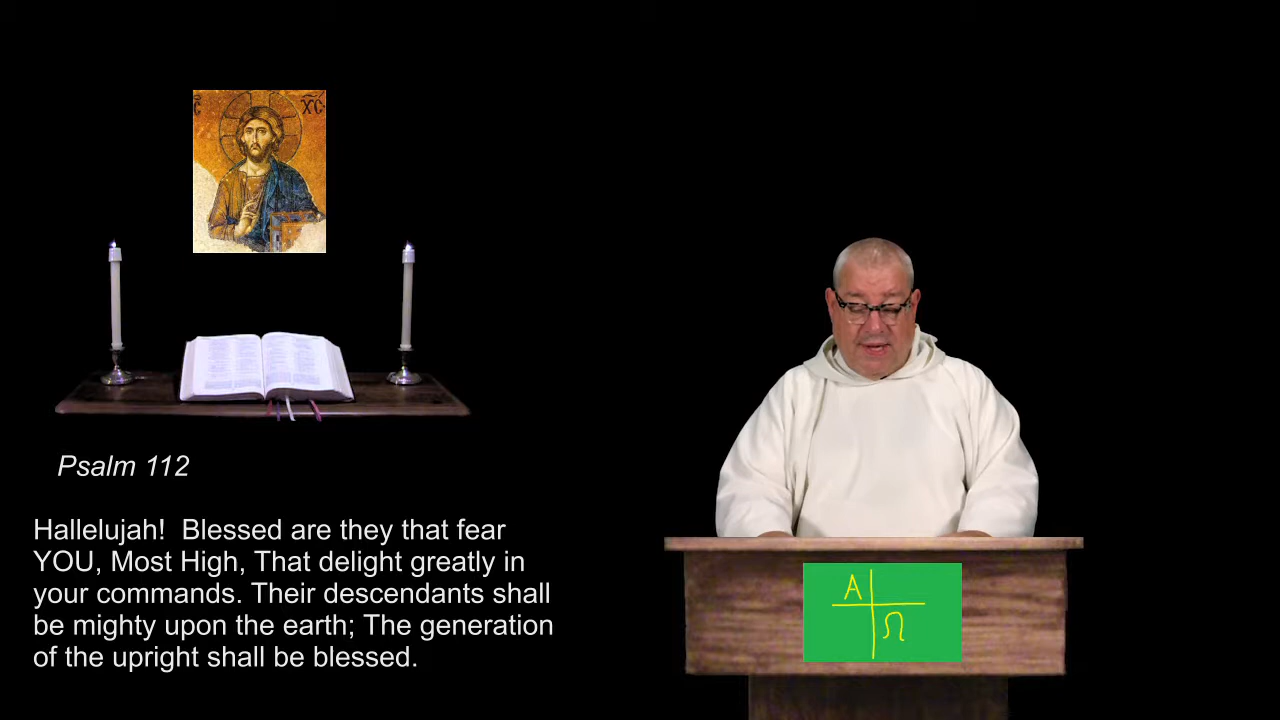 C XC
Psalm 112
Hallelujah!  Blessed are they that fear
YOU, Most High, That delight greatly in
your commands. Their descendants shall
be mighty upon the earth; The generation
of the upright shall be blessed.
A
Ω